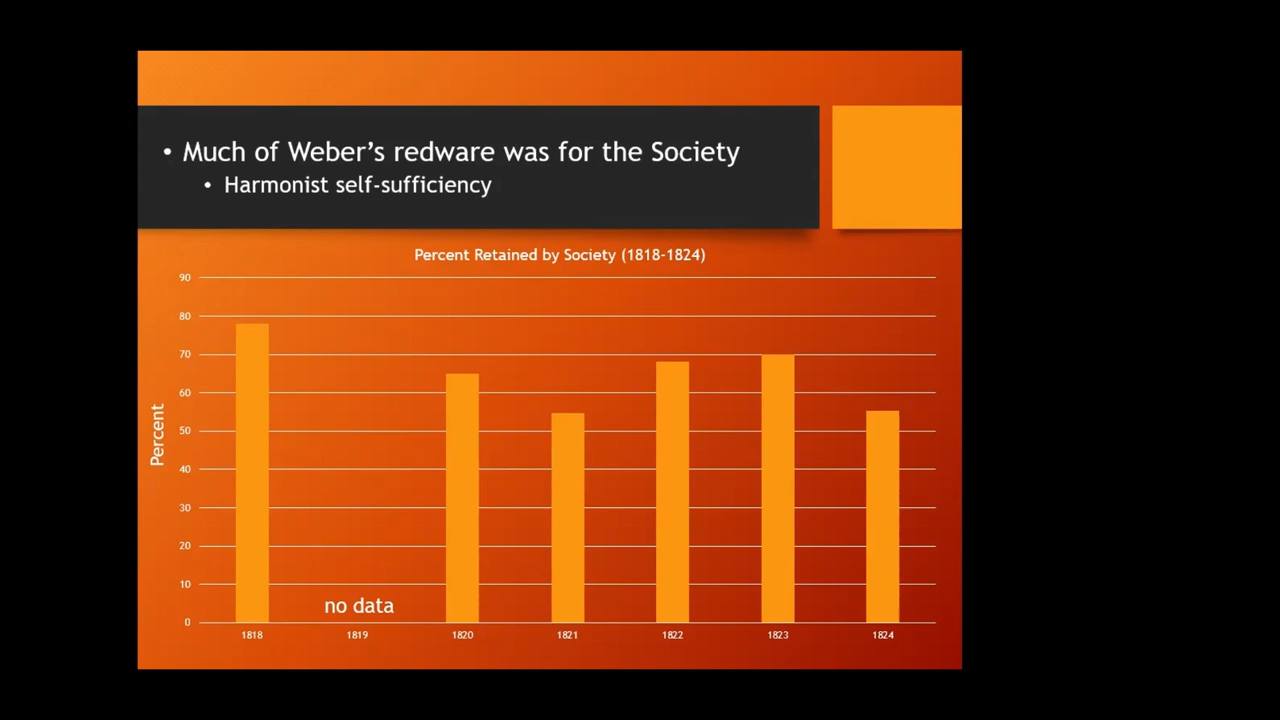 • Much of Weber's redware was for the Society
• Harmonist self-sufficiency
Percent Retained by Society (1818-1824)
90
80
70
60
50
40
30
20
10
0
Percent
no data
1818 1819 1820 1821 1822 1823 1824